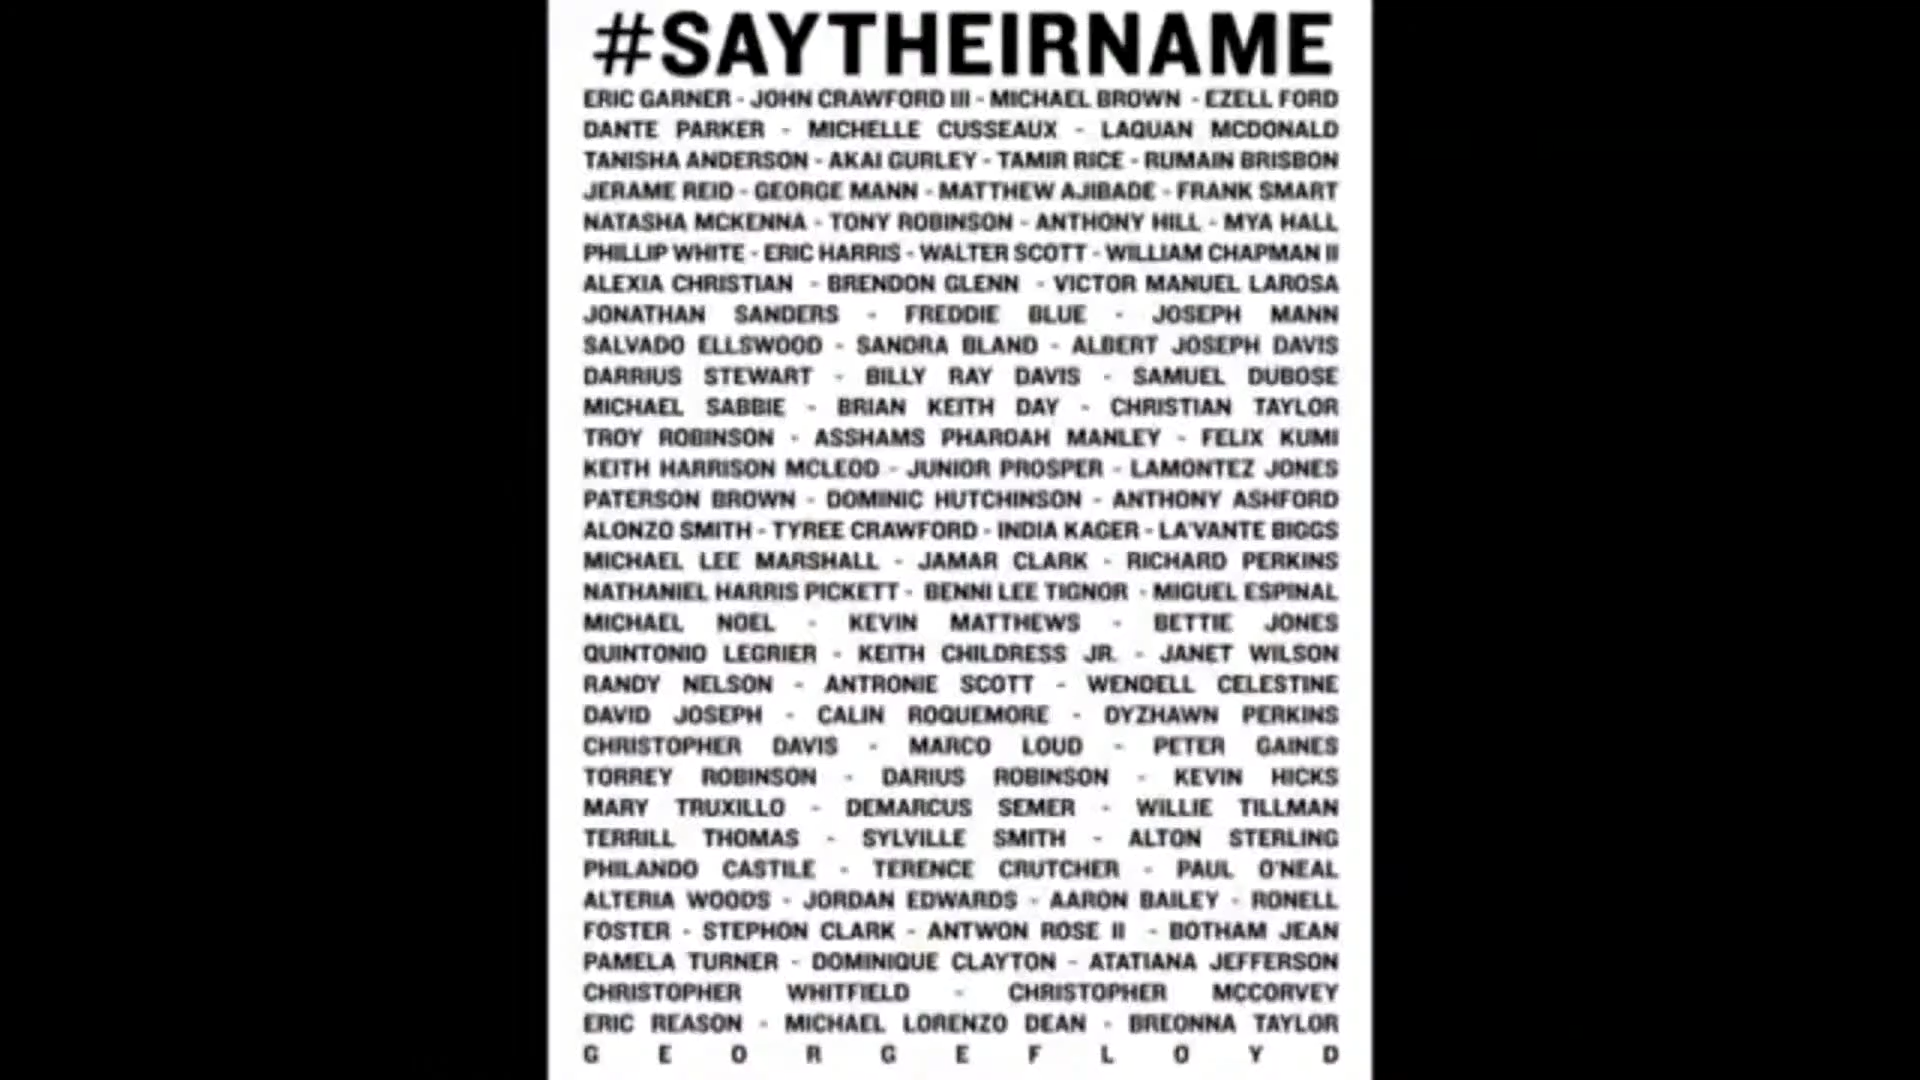 #SAYTHEIRNAME
ERIC GARNER - JOHN CRAWFORD III - MICHAEL BROWN - EZELL FORD
DANTE PARKER - MICHELLE CUSSEAUX - LAQUAN MCDONALD
TANISHA ANDERSON - AKAI GURLEY - TAMIR RICE - RUMAIN BRISBON
JERAME REID - GEORGE MANN - MATTHEW AJIBADE - FRANK SMART
NATASHA MCKENNA - TONY ROBINSON - ANTHONY HILL - MYA HALL
PHILLIP WHITE - ERIC HARRIS - WALTER SCOTT - WILLIAM CHAPMAN II
ALEXIA CHRISTIAN - BRENDON GLENN - VICTOR MANUEL LAROSA
JONATHAN SANDERS - FREDDIE BLUE - JOSEPH MANN
SALVADO ELLSWOOD - SANDRA BLAND - ALBERT JOSEPH DAVIS
DARRIUS STEWART - BILLY RAY DAVIS - SAMUEL DUBOSE
MICHAEL SABBIE - BRIAN KEITH DAY - CHRISTIAN TAYLOR
TROY ROBINSON - ASSHAMS PHAROAH MANLEY - FELIX KUMI
KEITH HARRISON MCLEOD - JUNIOR PROSPER - LAMONTEZ JONES
PATERSON BROWN - DOMINIC HUTCHINSON - ANTHONY ASHFORD
ALONZO SMITH - TYREE CRAWFORD - INDIA KAGER - LA'VANTE BIGGS
MICHAEL LEE MARSHALL - JAMAR CLARK - RICHARD PERKINS
NATHANIEL HARRIS PICKETT - BENNI LEE TIGNOR - MIGUEL ESPINAL
MICHAEL NOEL - KEVIN MATTHEWS - BETTIE JONES
QUINTONIO LEGRIER - KEITH CHILDRESS JR. - JANET WILSON
RANDY NELSON - ANTRONIE SCOTT - WENDELL CELESTINE
DAVID JOSEPH - CALIN ROQUEMORE - DYZHAWN PERKINS
CHRISTOPHER DAVIS - MARCO LOUD - PETER GAINES
TORREY ROBINSON - DARIUS ROBINSON - KEVIN HICKS
MARY TRUXILLO - DEMARCUS SEMER - WILLIE TILLMAN
TERRILL THOMAS - SYLVILLE SMITH - ALTON STERLING
PHILANDO CASTILE - TERENCE CRUTCHER - PAUL O'NEAL
ALTERIA WOODS - JORDAN EDWARDS - AARON BAILEY - RONELL
FOSTER - STEPHON CLARK - ANTWON ROSE II - BOTHAM JEAN
PAMELA TURNER - DOMINIQUE CLAYTON - ATATIANA JEFFERSON
CHRISTOPHER WHITFIELD - CHRISTOPHER MCCORVEY
ERIC REASON - MICHAEL LORENZO DEAN - BREONNA TAYLOR
G E O R G E F L O Y D